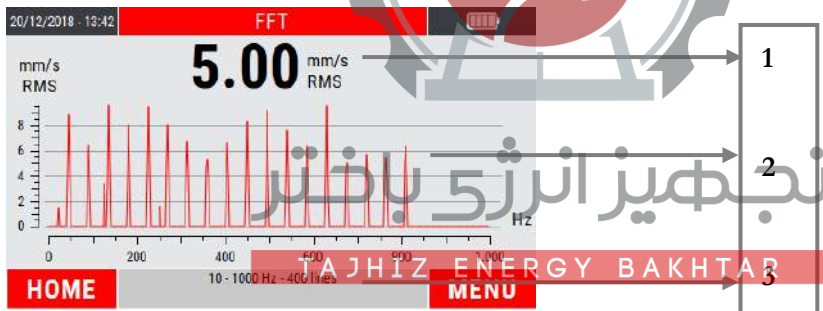 20/12/2018 - 13:42 FFT
mm/s
RMS
5.00 mm/s
RMS
1
8
6
4
2
0
2
تجهیز انرژی باختر
Hz
0 200 400 600 800 1.000
TAJHIZ ENERGY BAKHTAR
HOME 10 - 1000 Hz - 400 lines MENU
3